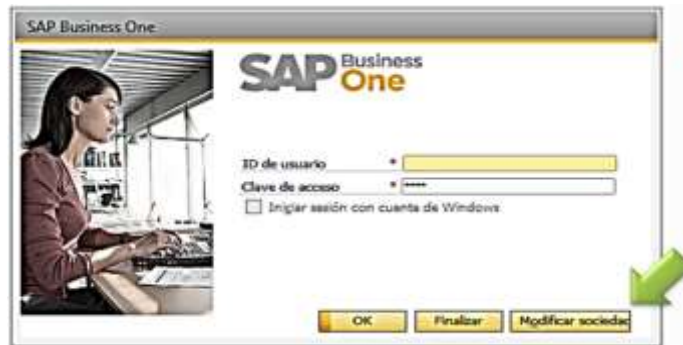 SAP Business One
SAP Business One
ID de usuario *
Clave de acceso * ****
Iniciar sesión con cuenta de Windows
OK Finalizar Modificar sociedad